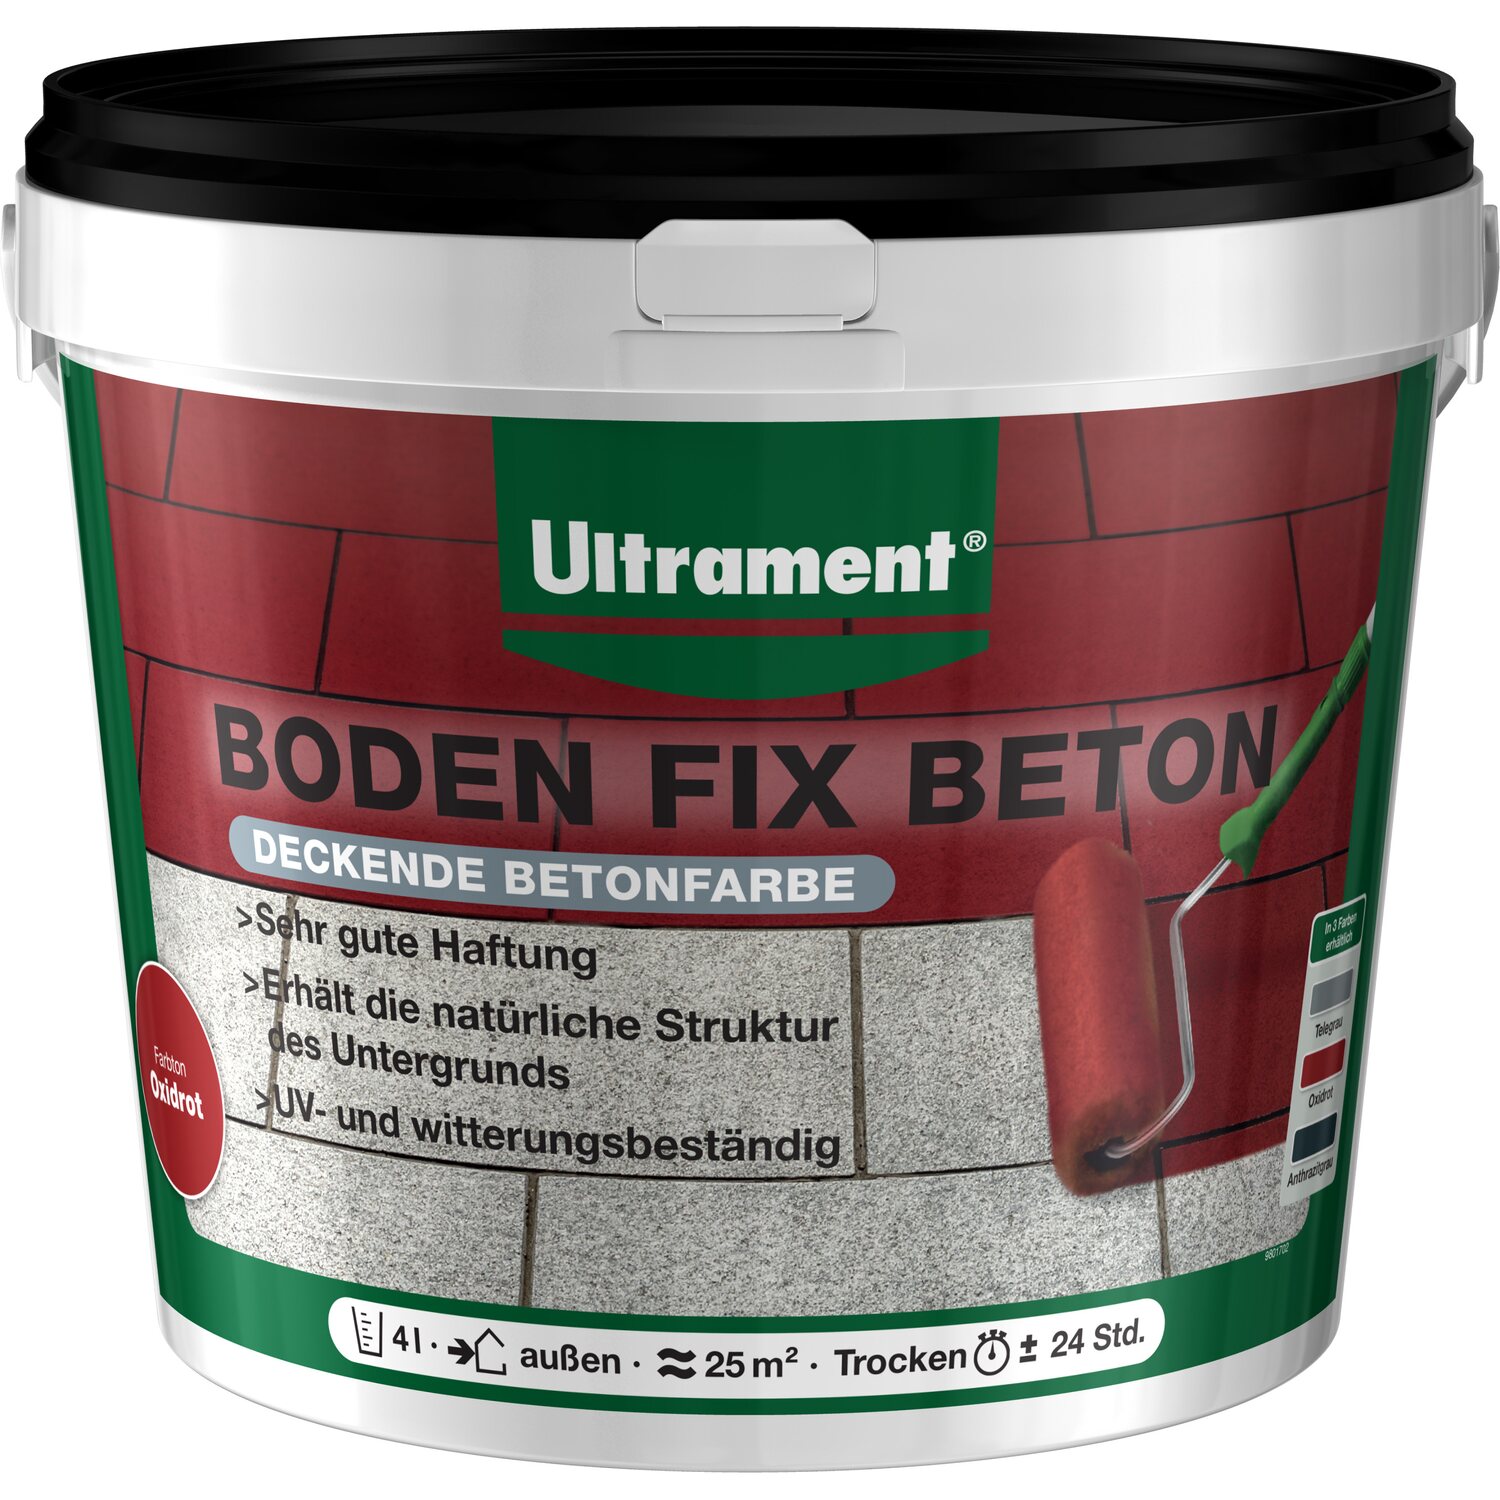 Ultrament®
BODEN FIX BETON
DECKENDE BETONFARBE
>Sehr gute Haftung
>Erhält die natürliche Struktur
des Untergrunds
>UV- und witterungsbeständig
Farbton
Oxidrot
In 3 Farben
erhältlich
Telegrau
Oxidrot
Anthrazitgrau
9801702
4 l · außen · 25 m² · Trocken ± 24 Std.